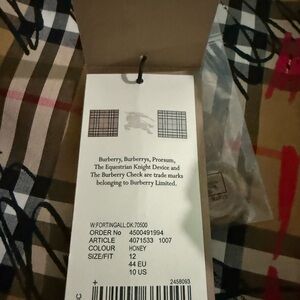 Burberry, Burberrys, Prorsum,
The Equestrian Knight Device and
The Burberry Check are trade marks
belonging to Burberry Limited.
W:FORTINGALL:DK:70500
ORDER No 4500491994
ARTICLE 4071533 1007
COLOUR HONEY
SIZE/FIT 12
44 EU
10 US
2458093